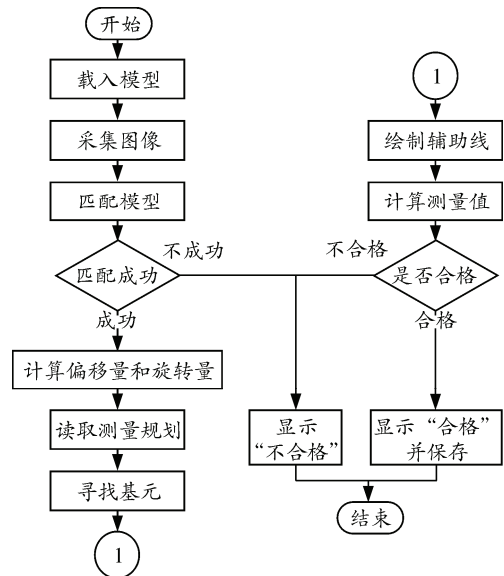 开始
载入模型
采集图像
匹配模型
匹配成功
不成功
成功
计算偏移量和旋转量
读取测量规划
寻找基元
1
1
绘制辅助线
计算测量值
是否合格
不合格
合格
显示
“不合格”
显示“合格”
并保存
结束